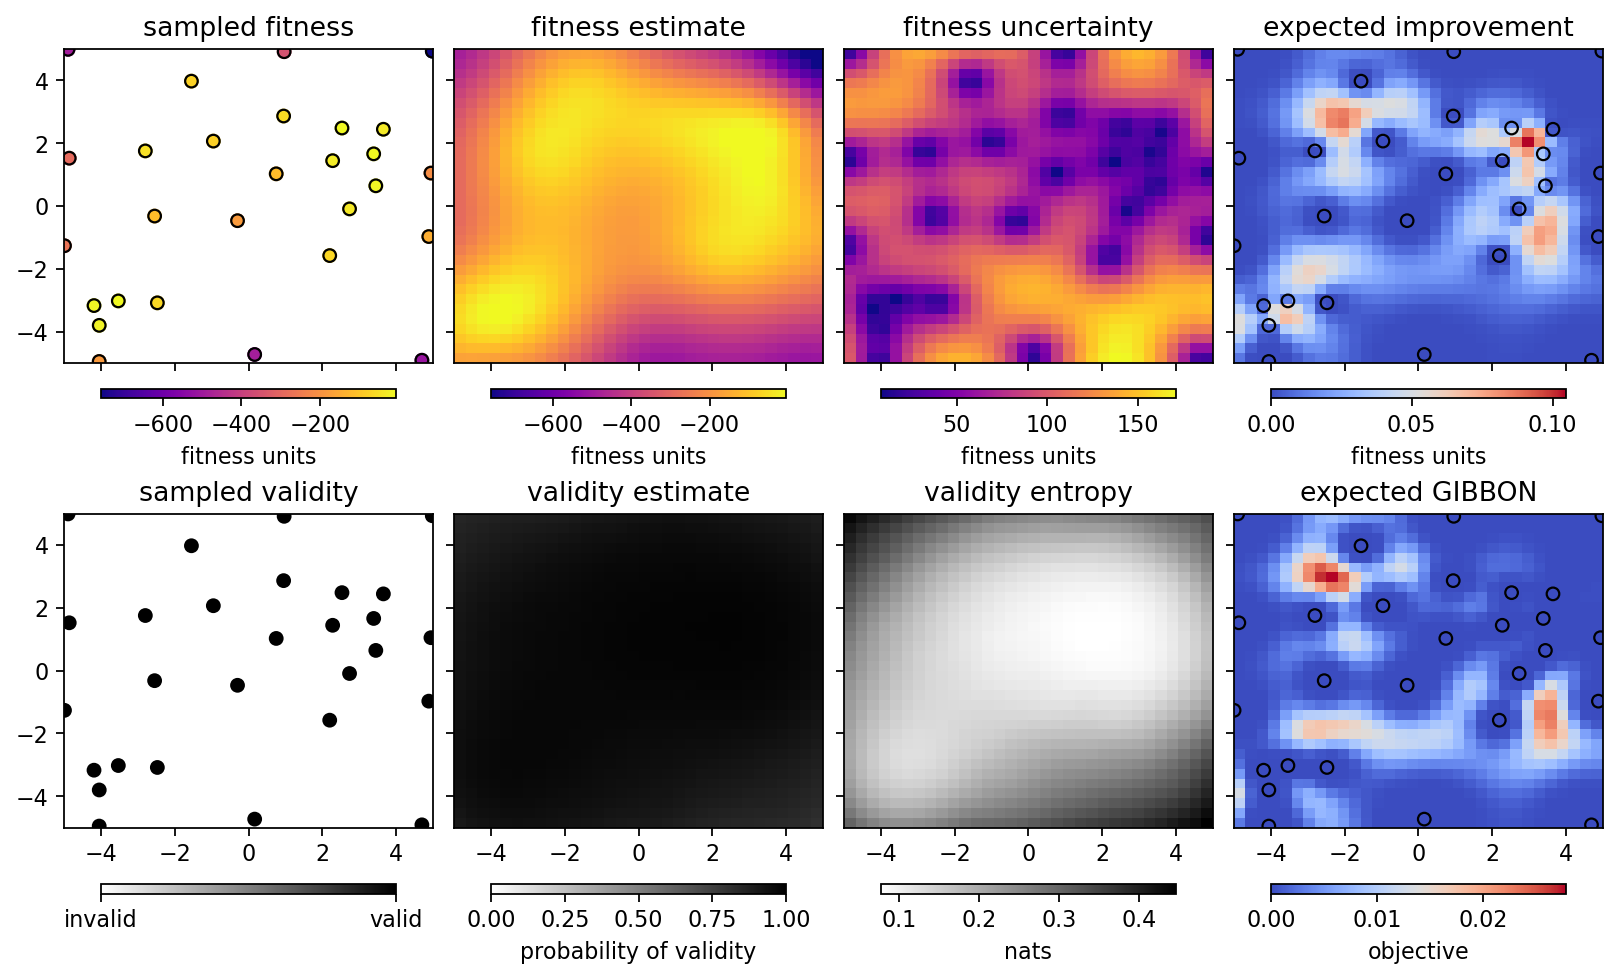 sampled fitness
fitness estimate
fitness uncertainty
expected improvement
4
2
0
−2
−4
−600 −400 −200
−600 −400 −200
50 100 150
0.00 0.05 0.10
fitness units
fitness units
fitness units
fitness units
sampled validity
validity estimate
validity entropy
expected GIBBON
4
2
0
−2
−4
−4 −2 0 2 4
−4 −2 0 2 4
−4 −2 0 2 4
−4 −2 0 2 4
invalid valid
0.00 0.25 0.50 0.75 1.00
0.1 0.2 0.3 0.4
0.00 0.01 0.02
probability of validity
nats
objective